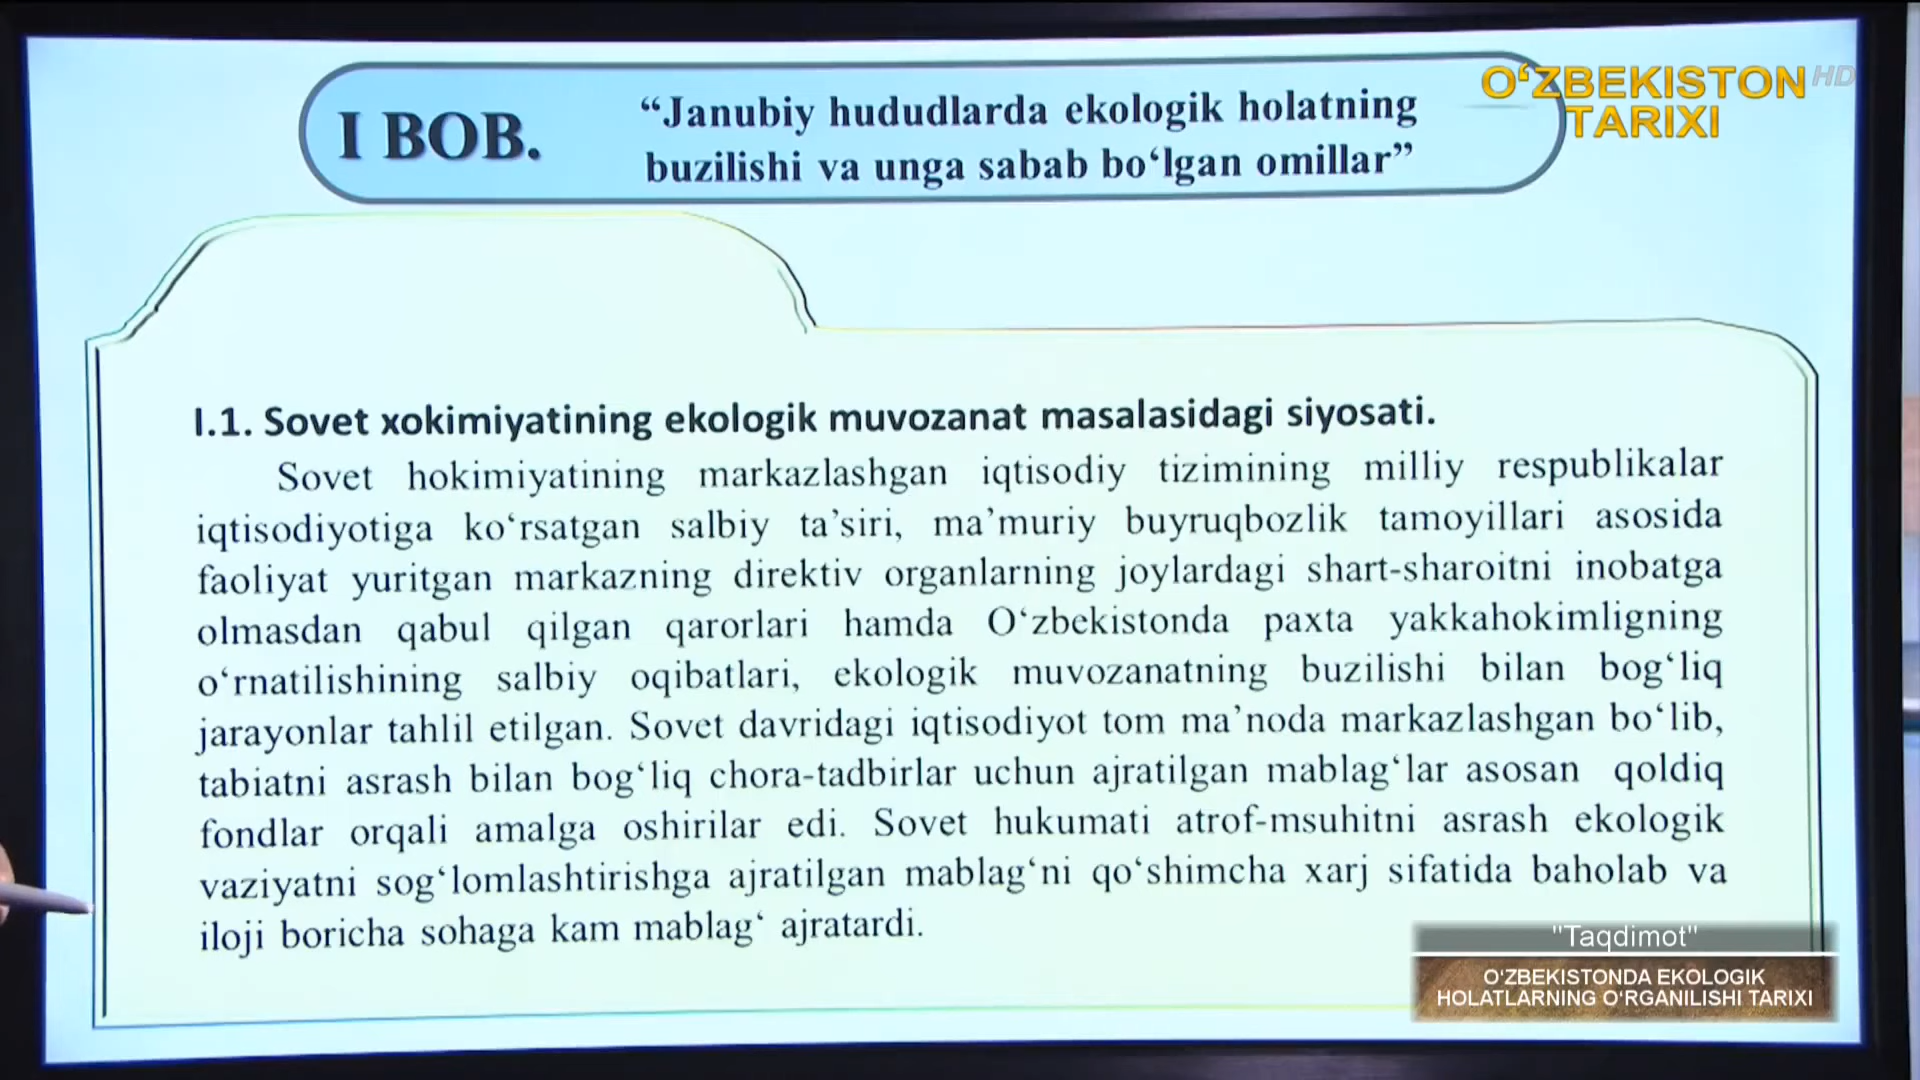 I BOB.
“Janubiy hududlarda ekologik holatning
buzilishi va unga sabab bo‘lgan omillar”
O‘ZBEKISTON HD
TARIXI
I.1. Sovet xokimiyatining ekologik muvozanat masalasidagi siyosati.
Sovet hokimiyatining markazlashgan iqtisodiy tizimining milliy respublikalar
iqtisodiyotiga ko‘rsatgan salbiy ta’siri, ma’muriy buyruqbozlik tamoyillari asosida
faoliyat yuritgan markazning direktiv organlarning joylardagi shart-sharoitni inobatga
olmasdan qabul qilgan qarorlari hamda O‘zbekistonda paxta yakkahokimligning
o‘rnatilishining salbiy oqibatlari, ekologik muvozanatning buzilishi bilan bog‘liq
jarayonlar tahlil etilgan. Sovet davridagi iqtisodiyot tom ma’noda markazlashgan bo‘lib,
tabiatni asrash bilan bog‘liq chora-tadbirlar uchun ajratilgan mablag‘lar asosan qoldiq
fondlar orqali amalga oshirilar edi. Sovet hukumati atrof-msuhitni asrash ekologik
vaziyatni sog‘lomlashtirishga ajratilgan mablag‘ni qo‘shimcha xarj sifatida baholab va
iloji boricha sohaga kam mablag‘ ajratardi.
"Taqdimot"
O‘ZBEKISTONDA EKOLOGIK
HOLATLARNING O‘RGANILISHI TARIXI